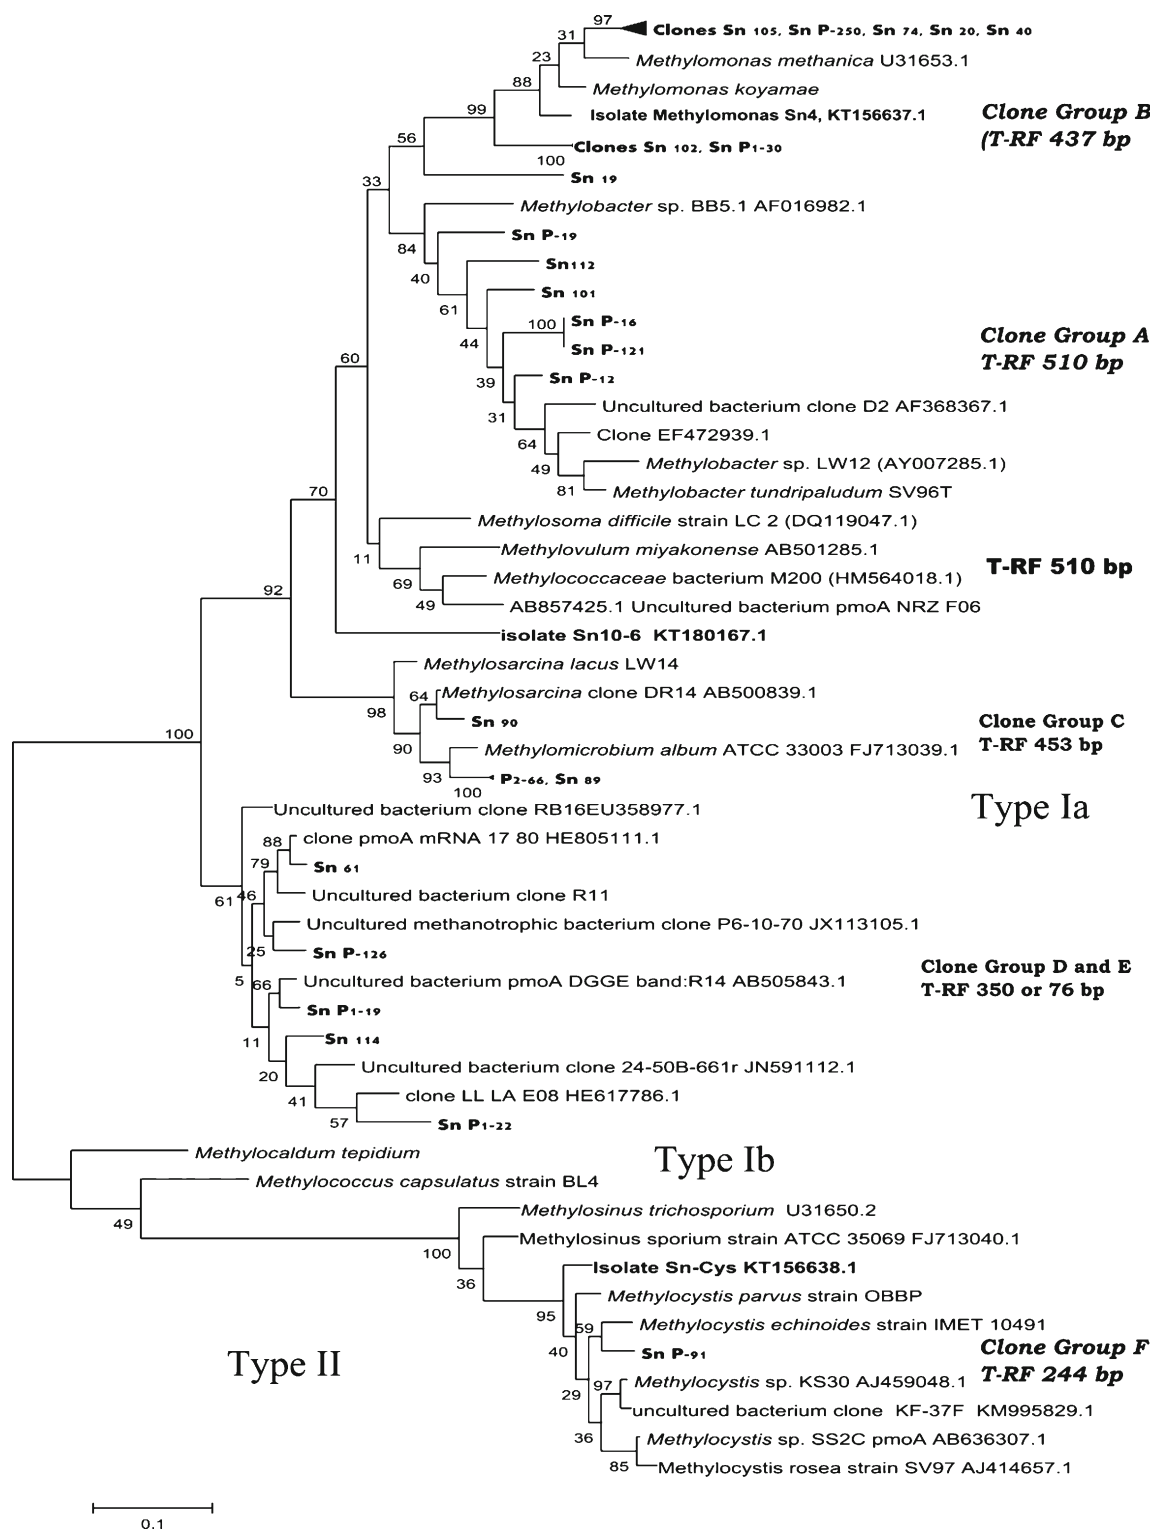 97
Clones Sn 105, Sn P-250, Sn 74, Sn 20, Sn 40
31
Methylomonas methanica U31653.1
23
88
Methylomonas koyamae
99
Isolate Methylomonas Sn4, KT156637.1
Clone Group B
(T-RF 437 bp
56
Clones Sn 102, Sn P1-30
100
33
Sn 19
Methylobacter sp. BB5.1 AF016982.1
84
Sn P-19
40
Sn112
61
Sn 101
44
100
Sn P-16
Sn P-121
Clone Group A
T-RF 510 bp
60
39
Sn P-12
31
Uncultured bacterium clone D2 AF368367.1
64
Clone EF472939.1
49
Methylobacter sp. LW12 (AY007285.1)
81
Methylobacter tundripaludum SV96T
70
Methylosoma difficile strain LC 2 (DQ119047.1)
11
Methylovulum miyakonense AB501285.1
69
Methylococcaceae bacterium M200 (HM564018.1)
T-RF 510 bp
49
AB857425.1 Uncultured bacterium pmoA NRZ F06
92
isolate Sn10-6 KT180167.1
Methylosarcina lacus LW14
98
64
Methylosarcina clone DR14 AB500839.1
Sn 90
90
Clone Group C
T-RF 453 bp
Methylomicrobium album ATCC 33003 FJ713039.1
93
P2-66, Sn 89
100
100
Type Ia
Uncultured bacterium clone RB16EU358977.1
88
clone pmoA mRNA 17 80 HE805111.1
79
Sn 61
61
46
Uncultured bacterium clone R11
Uncultured methanotrophic bacterium clone P6-10-70 JX113105.1
25
Sn P-126
5
66
Uncultured bacterium pmoA DGGE band:R14 AB505843.1
Clone Group D and E
T-RF 350 or 76 bp
Sn P1-19
11
Sn 114
20
Uncultured bacterium clone 24-50B-661r JN591112.1
41
clone LL LA E08 HE617786.1
57
Sn P1-22
Methylocaldum tepidium
Type Ib
Methylococcus capsulatus strain BL4
49
Methylosinus trichosporium U31650.2
100
Methylosinus sporium strain ATCC 35069 FJ713040.1
36
Isolate Sn-Cys KT156638.1
95
Methylocystis parvus strain OBBP
59
Methylocystis echinoides strain IMET 10491
40
Sn P-91
Clone Group F
T-RF 244 bp
Type II
29
97
Methylocystis sp. KS30 AJ459048.1
uncultured bacterium clone KF-37F KM995829.1
36
Methylocystis sp. SS2C pmoA AB636307.1
85
Methylocystis rosea strain SV97 AJ414657.1
0.1